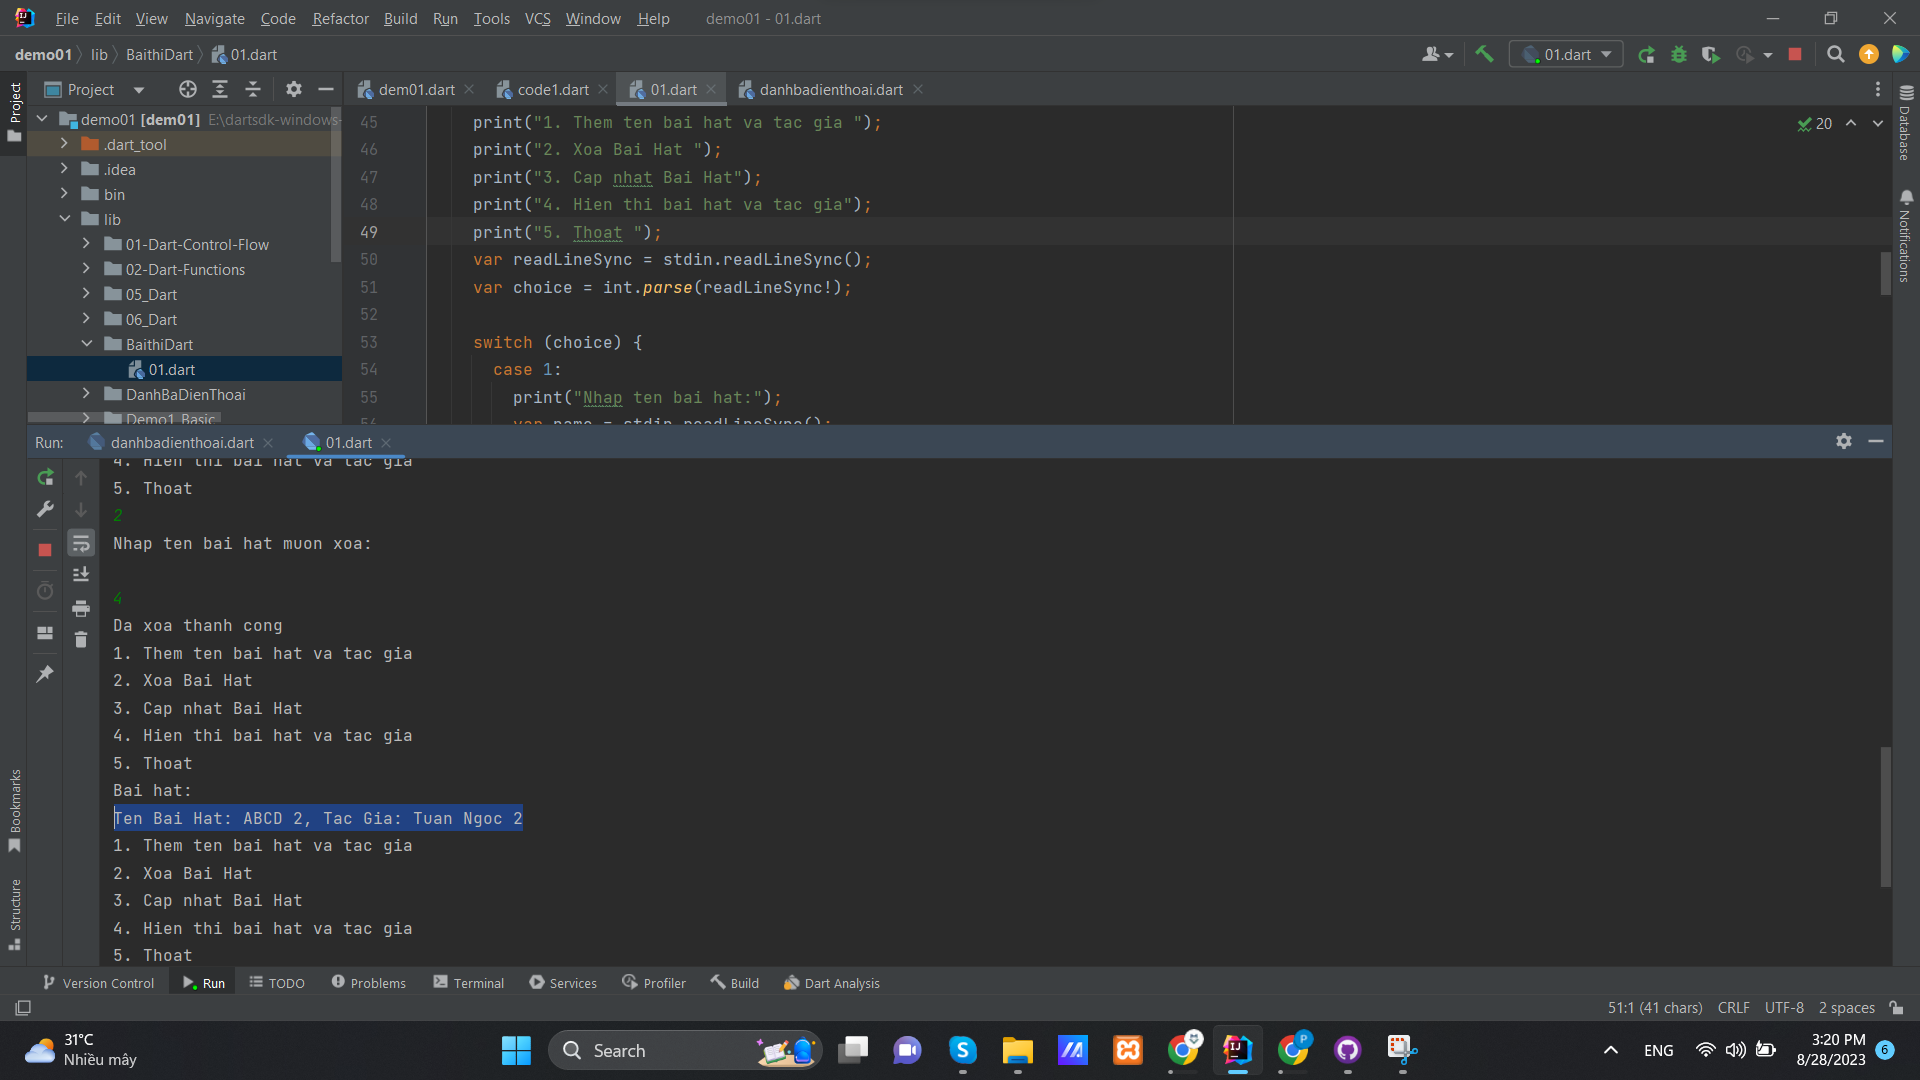 File Edit View Navigate Code Refactor Build Run Tools VCS Window Help demo01 - 01.dart
demo01 lib BaithiDart 01.dart
01.dart
Project
Project
dem01.dart
code1.dart
01.dart
danhbadienthoai.dart
demo01 [dem01] E:\dartsdk-windows-
.dart_tool
.idea
bin
lib
01-Dart-Control-Flow
02-Dart-Functions
05_Dart
06_Dart
BaithiDart
01.dart
DanhBaDienThoai
Demo1_Basic
45 print("1. Them ten bai hat va tac gia ");
46 print("2. Xoa Bai Hat ");
47 print("3. Cap nhat Bai Hat");
48 print("4. Hien thi bai hat va tac gia");
49 print("5. Thoat ");
50 var readLineSync = stdin.readLineSync();
51 var choice = int.parse(readLineSync!);
52
53 switch (choice) {
54 case 1:
55 print("Nhap ten bai hat:");
56 var name = stdin.readLineSync();
20
Database
Notifications
Run: danhbadienthoai.dart 01.dart
4. Hien thi bai hat va tac gia
5. Thoat
2
Nhap ten bai hat muon xoa:
4
Da xoa thanh cong
1. Them ten bai hat va tac gia
2. Xoa Bai Hat
3. Cap nhat Bai Hat
4. Hien thi bai hat va tac gia
5. Thoat
Bai hat:
Ten Bai Hat: ABCD 2, Tac Gia: Tuan Ngoc 2
1. Them ten bai hat va tac gia
2. Xoa Bai Hat
3. Cap nhat Bai Hat
4. Hien thi bai hat va tac gia
5. Thoat
Bookmarks
Structure
Version Control Run TODO Problems Terminal Services Profiler Build Dart Analysis
51:1 (41 chars) CRLF UTF-8 2 spaces
31°C
Nhiều mây
Search
ENG
3:20 PM
8/28/2023
6